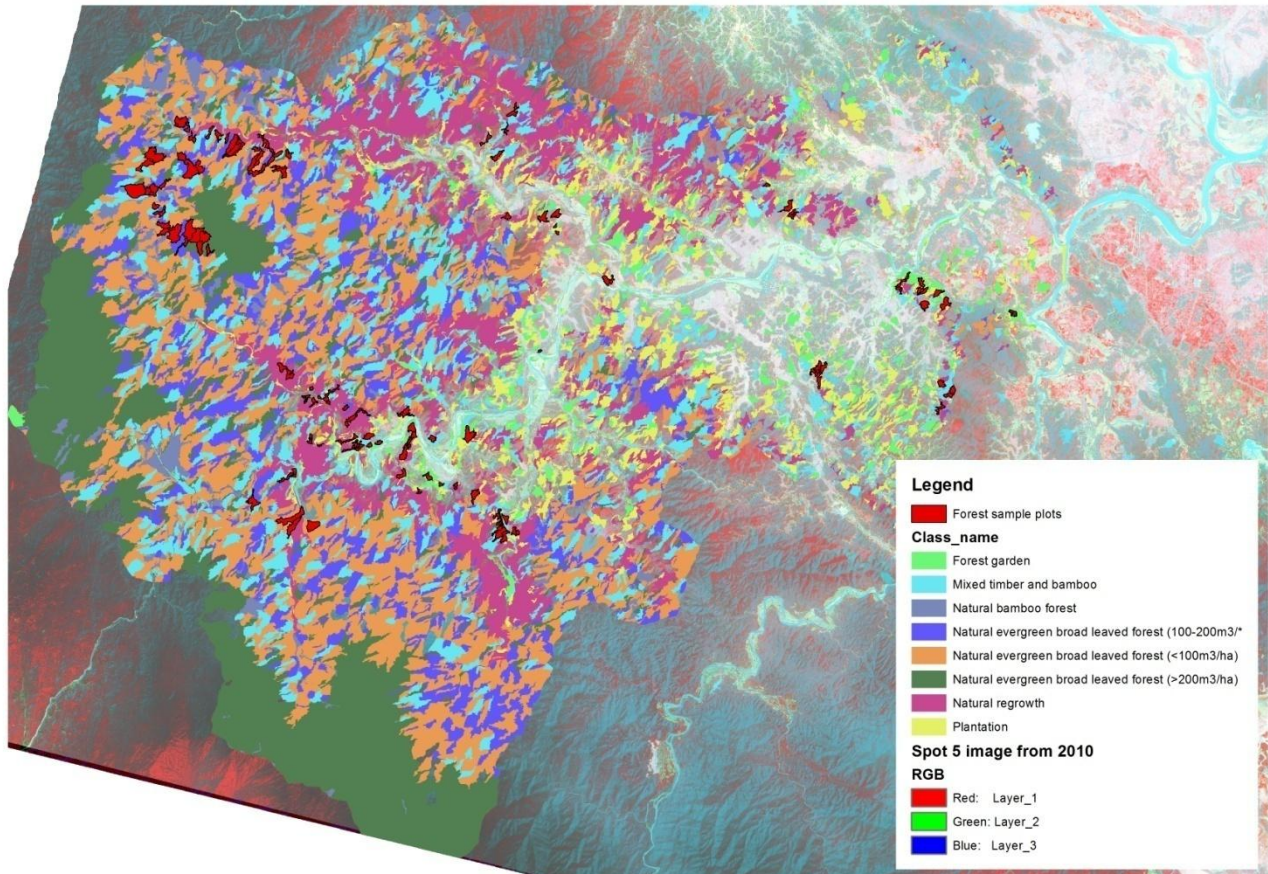 Legend
Forest sample plots
Class_name
Forest garden
Mixed timber and bamboo
Natural bamboo forest
Natural evergreen broad leaved forest (100-200m3/*
Natural evergreen broad leaved forest (<100m3/ha)
Natural evergreen broad leaved forest (>200m3/ha)
Natural regrowth
Plantation
Spot 5 image from 2010
RGB
Red: Layer_1
Green: Layer_2
Blue: Layer_3